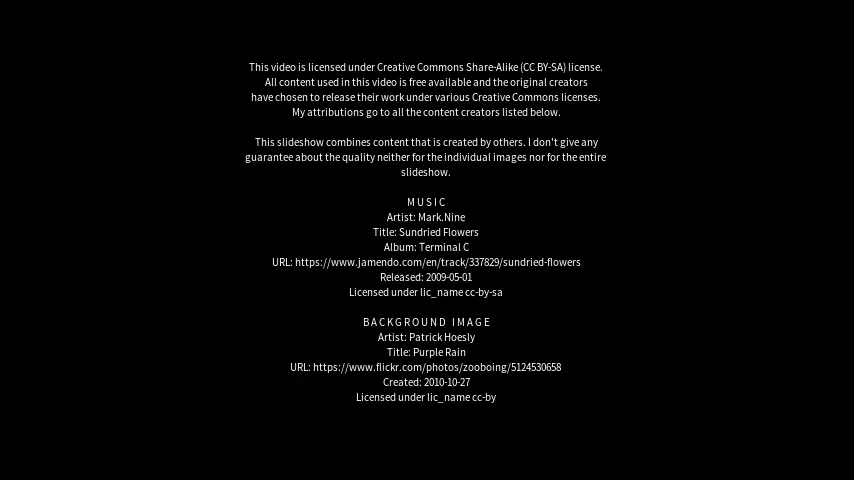 This video is licensed under Creative Commons Share-Alike (CC BY-SA) license.
All content used in this video is free available and the original creators
have chosen to release their work under various Creative Commons licenses.
My attributions go to all the content creators listed below.
This slideshow combines content that is created by others. I don't give any
guarantee about the quality neither for the individual images nor for the entire
slideshow.
MUSIC
Artist: Mark.Nine
Title: Sundried Flowers
Album: Terminal C
URL: https://www.jamendo.com/en/track/337829/sundried-flowers
Released: 2009-05-01
Licensed under lic_name cc-by-sa
BACKGROUND IMAGE
Artist: Patrick Hoesly
Title: Purple Rain
URL: https://www.flickr.com/photos/zooboing/5124530658
Created: 2010-10-27
Licensed under lic_name cc-by